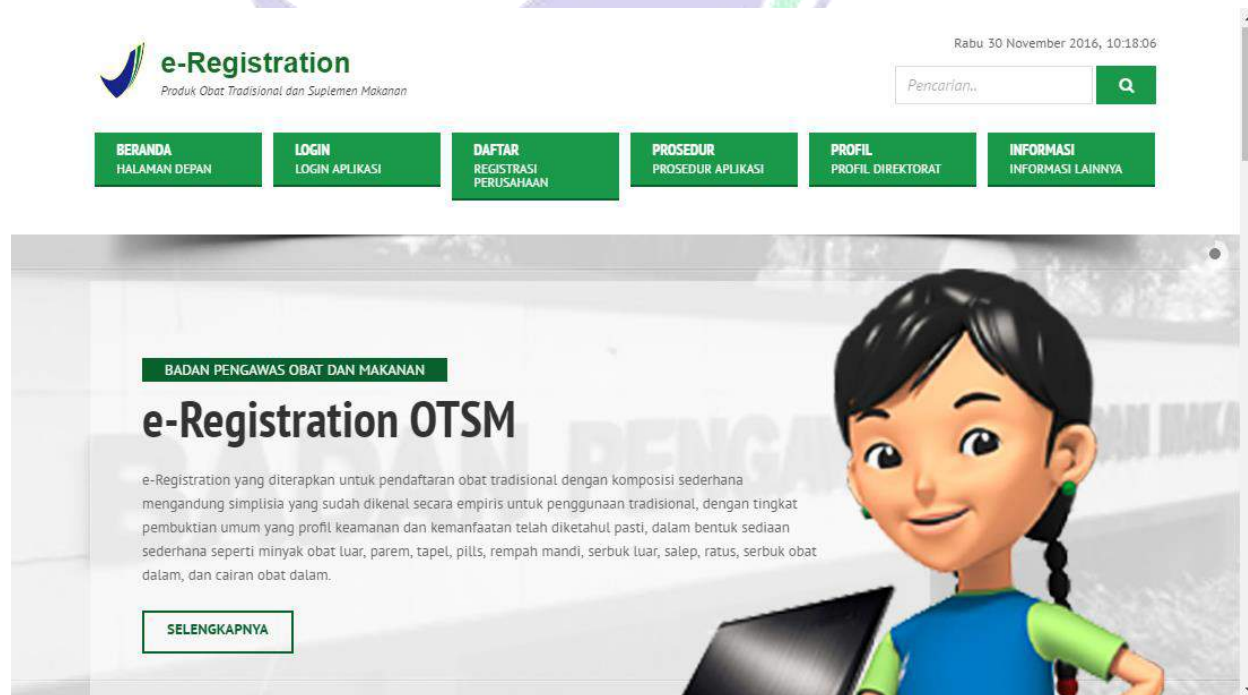 e-Registration
Produk Obat Tradisional dan Suplemen Makanan
Rabu 30 November 2016, 10:18:06
Pencarian..
BERANDA
HALAMAN DEPAN
LOGIN
LOGIN APLIKASI
DAFTAR
REGISTRASI
PERUSAHAAN
PROSEDUR
PROSEDUR APLIKASI
PROFIL
PROFIL DIREKTORAT
INFORMASI
INFORMASI LAINNYA
BADAN PENGAWAS OBAT DAN MAKANAN
e-Registration OTSM
e-Registration yang diterapkan untuk pendaftaran obat tradisional dengan komposisi sederhana
mengandung simplisia yang sudah dikenal secara empiris untuk penggunaan tradisional, dengan tingkat
pembuktian umum yang profil keamanan dan kemanfaatan telah diketahul pasti, dalam bentuk sediaan
sederhana seperti minyak obat luar, parem, tapel, pills, rempah mandi, serbuk luar, salep, ratus, serbuk obat
dalam, dan cairan obat dalam.
SELENGKAPNYA
BADAN PENGA